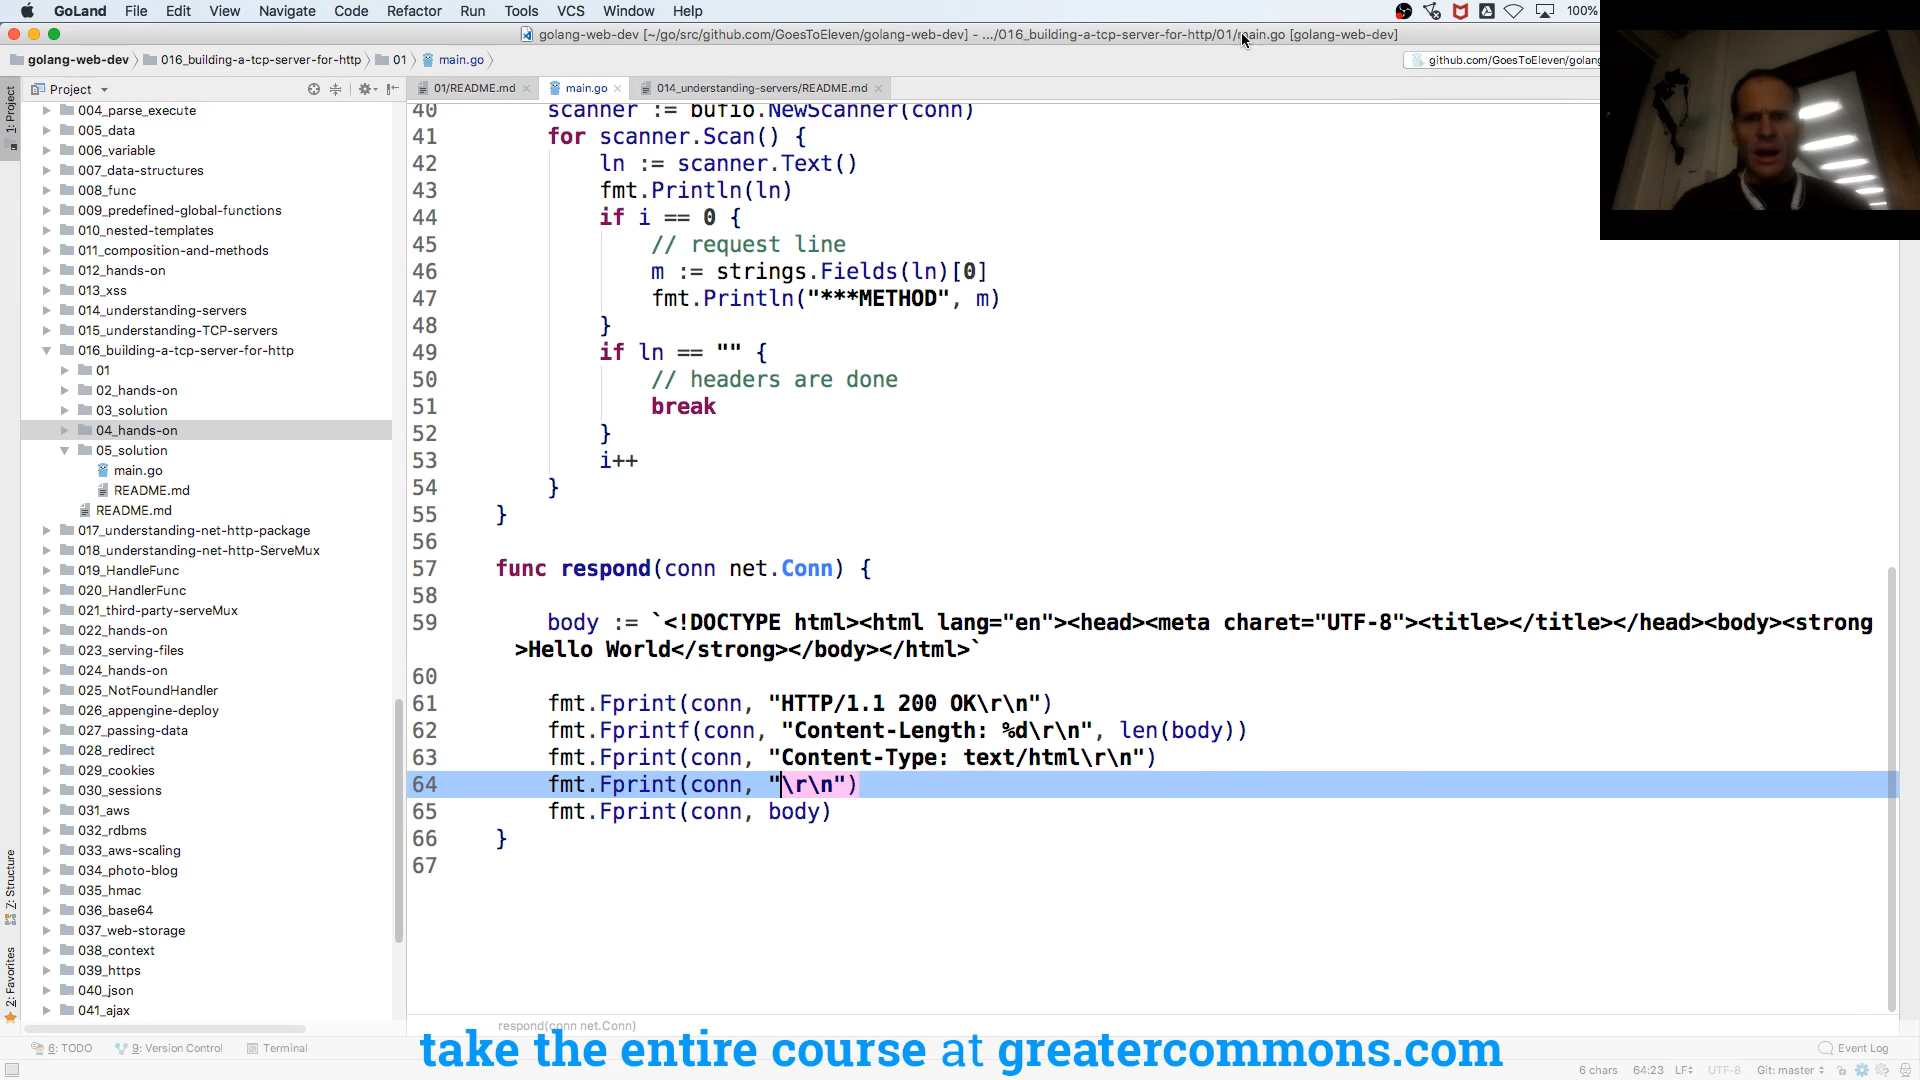 GoLand File Edit View Navigate Code Refactor Run Tools VCS Window Help 100%
golang-web-dev [~/go/src/github.com/GoesToEleven/golang-web-dev] - .../016_building-a-tcp-server-for-http/01/main.go [golang-web-dev]
golang-web-dev 016_building-a-tcp-server-for-http 01 main.go github.com/GoesToEleven/golang
Project 01/README.md main.go 014_understanding-servers/README.md
1: Project
7: Structure
2: Favorites
004_parse_execute
005_data
006_variable
007_data-structures
008_func
009_predefined-global-functions
010_nested-templates
011_composition-and-methods
012_hands-on
013_xss
014_understanding-servers
015_understanding-TCP-servers
016_building-a-tcp-server-for-http
01
02_hands-on
03_solution
04_hands-on
05_solution
main.go
README.md
README.md
017_understanding-net-http-package
018_understanding-net-http-ServeMux
019_HandleFunc
020_HandlerFunc
021_third-party-serveMux
022_hands-on
023_serving-files
024_hands-on
025_NotFoundHandler
026_appengine-deploy
027_passing-data
028_redirect
029_cookies
030_sessions
031_aws
032_rdbms
033_aws-scaling
034_photo-blog
035_hmac
036_base64
037_web-storage
038_context
039_https
040_json
041_ajax
40 scanner := bufio.NewScanner(conn)
41 for scanner.Scan() {
42 ln := scanner.Text()
43 fmt.Println(ln)
44 if i == 0 {
45 // request line
46 m := strings.Fields(ln)[0]
47 fmt.Println("***METHOD", m)
48 }
49 if ln == "" {
50 // headers are done
51 break
52 }
53 i++
54 }
55 }
56
57 func respond(conn net.Conn) {
58
59 body := `<!DOCTYPE html><html lang="en"><head><meta charet="UTF-8"><title></title></head><body><strong
>Hello World</strong></body></html>`
60
61 fmt.Fprint(conn, "HTTP/1.1 200 OK\r\n")
62 fmt.Fprintf(conn, "Content-Length: %d\r\n", len(body))
63 fmt.Fprint(conn, "Content-Type: text/html\r\n")
64 fmt.Fprint(conn, "\r\n")
65 fmt.Fprint(conn, body)
66 }
67
respond(conn net.Conn)
take the entire course at greatercommons.com
6: TODO 9: Version Control Terminal Event Log
6 chars 64:23 LF UTF-8 Git: master